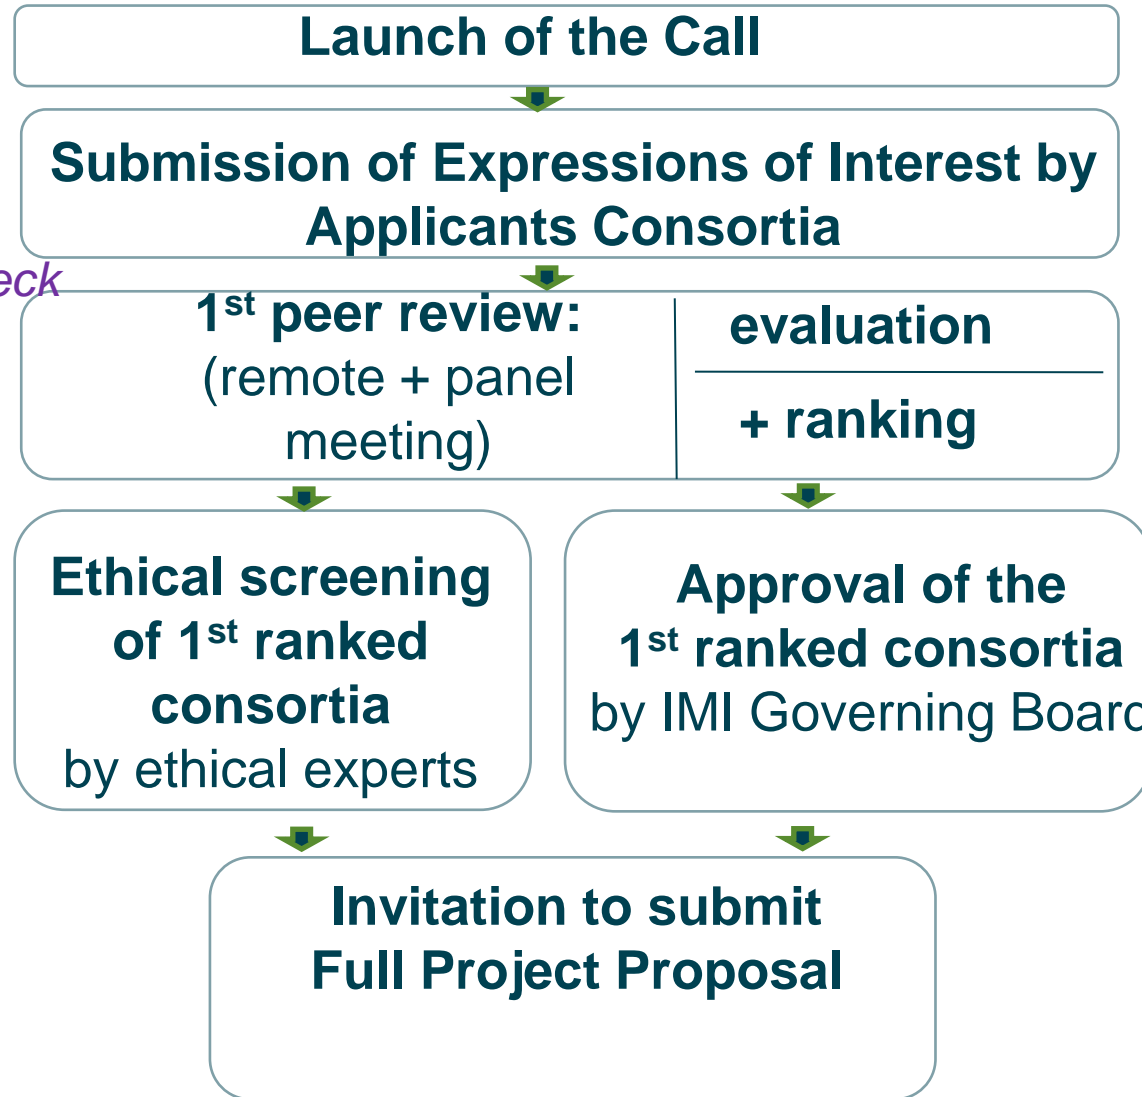 Launch of the Call
Submission of Expressions of Interest by
Applicants Consortia
eck
1st peer review:
(remote + panel
meeting)
evaluation
+ ranking
Ethical screening
of 1st ranked
consortia
by ethical experts
Approval of the
1st ranked consortia
by IMI Governing Board
Invitation to submit
Full Project Proposal